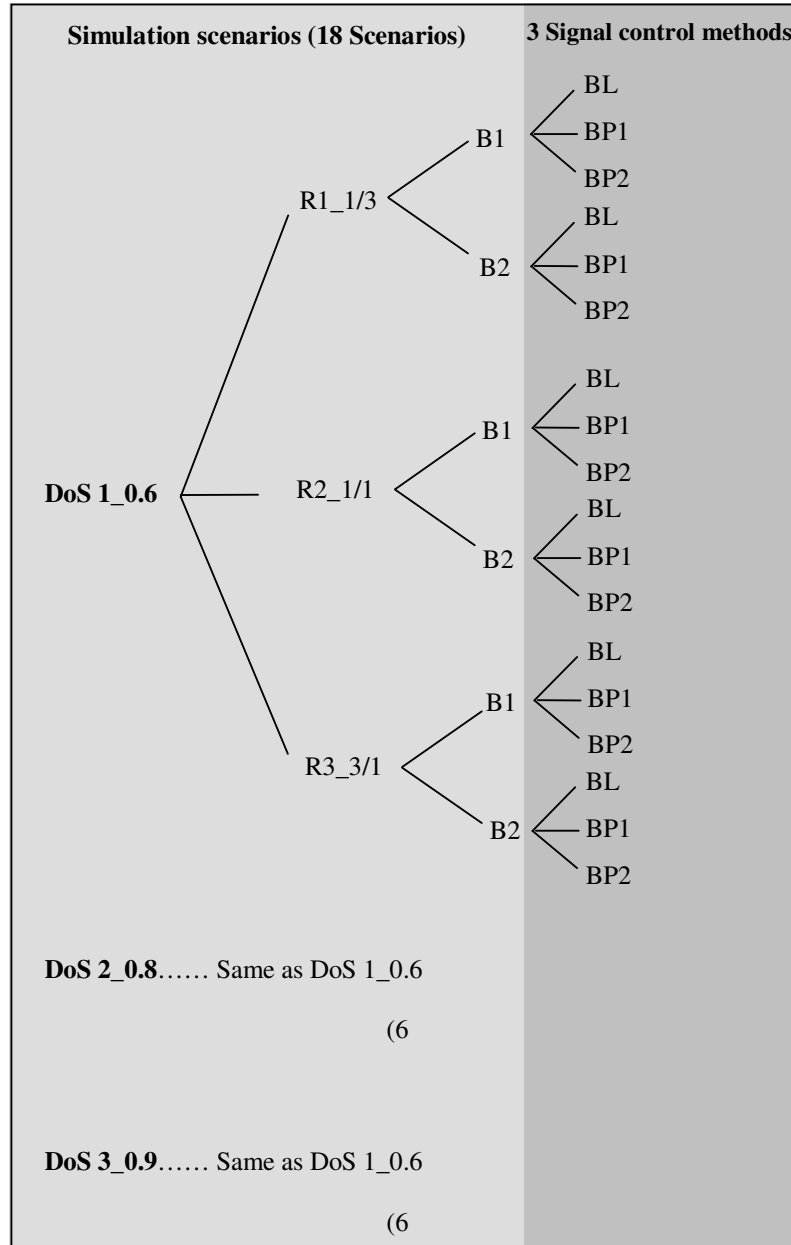 Simulation scenarios (18 Scenarios)
3 Signal control methods
BL
B1
BP1
BP2
R1_1/3
BL
B2
BP1
BP2
BL
B1
BP1
BP2
DoS 1_0.6
R2_1/1
BL
B2
BP1
BP2
BL
B1
BP1
BP2
R3_3/1
BL
B2
BP1
BP2
DoS 2_0.8…… Same as DoS 1_0.6
(6
DoS 3_0.9…… Same as DoS 1_0.6
(6